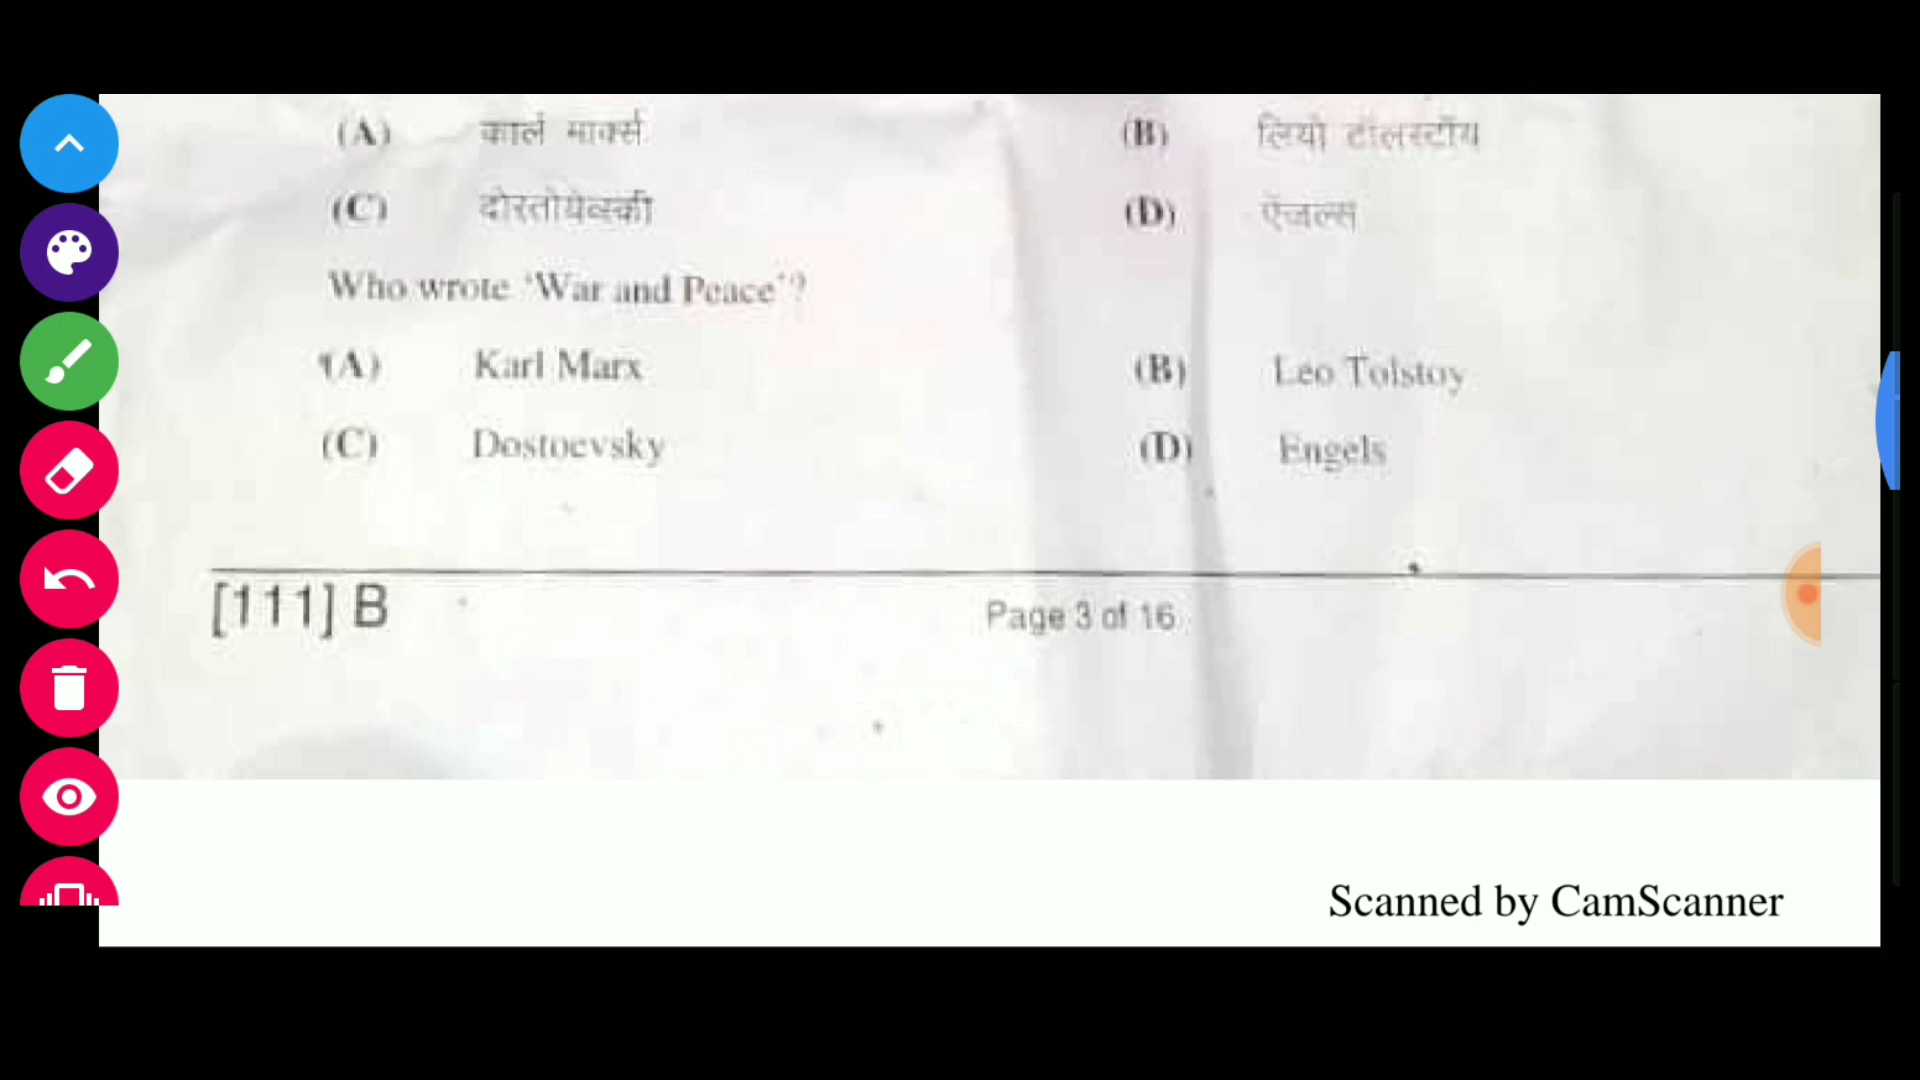 (A) कार्ल मार्क्स (B) लियो टॉलस्टॉय
(C) दोस्तोयेव्स्की (D) एंजल्स
Who wrote 'War and Peace'?
(A) Karl Marx (B) Leo Tolstoy
(C) Dostoevsky (D) Engels
[111] B Page 3 of 16
Scanned by CamScanner